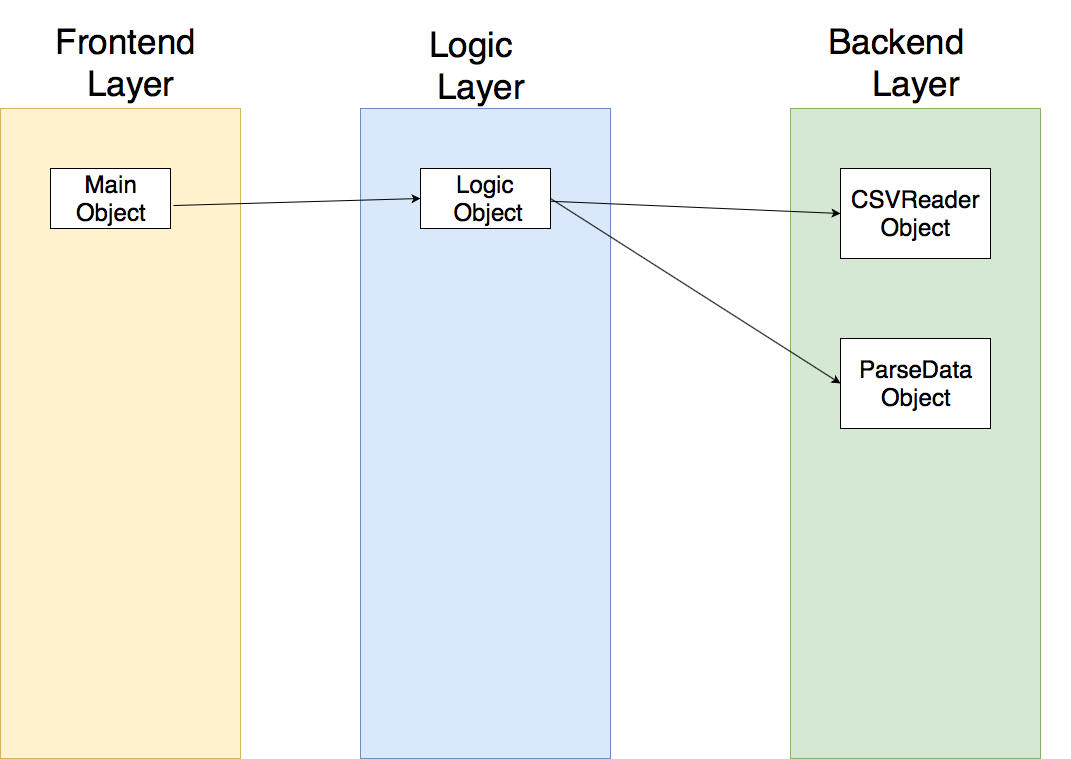 Frontend
Layer
Logic
Layer
Backend
Layer
Main
Object
Logic
Object
CSVReader
Object
ParseData
Object